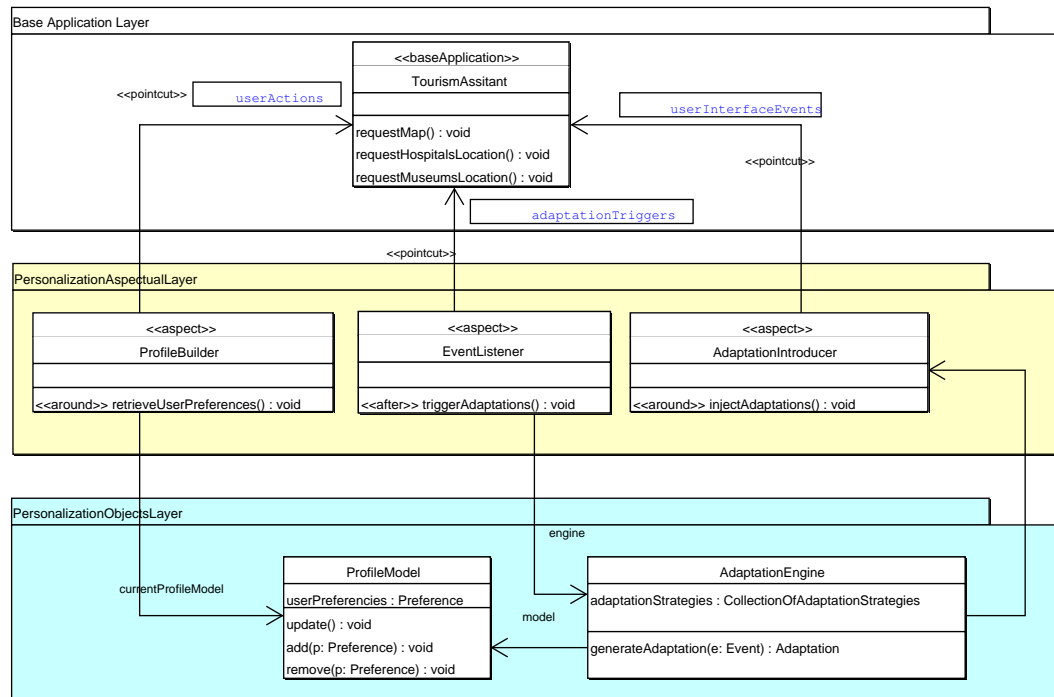 Base Application Layer
<<baseApplication>>
TourismAssitant
<<pointcut>>
userActions
userInterfaceEvents
requestMap() : void
requestHospitalsLocation() : void
requestMuseumsLocation() : void
<<pointcut>>
adaptationTriggers
<<pointcut>>
PersonalizationAspectualLayer
<<aspect>>
ProfileBuilder
<<around>> retrieveUserPreferences() : void
<<aspect>>
EventListener
<<after>> triggerAdaptations() : void
<<aspect>>
AdaptationIntroducer
<<around>> injectAdaptations() : void
PersonalizationObjectsLayer
engine
currentProfileModel
ProfileModel
userPreferencies : Preference
update() : void
add(p: Preference) : void
remove(p: Preference) : void
model
AdaptationEngine
adaptationStrategies : CollectionOfAdaptationStrategies
generateAdaptation(e: Event) : Adaptation